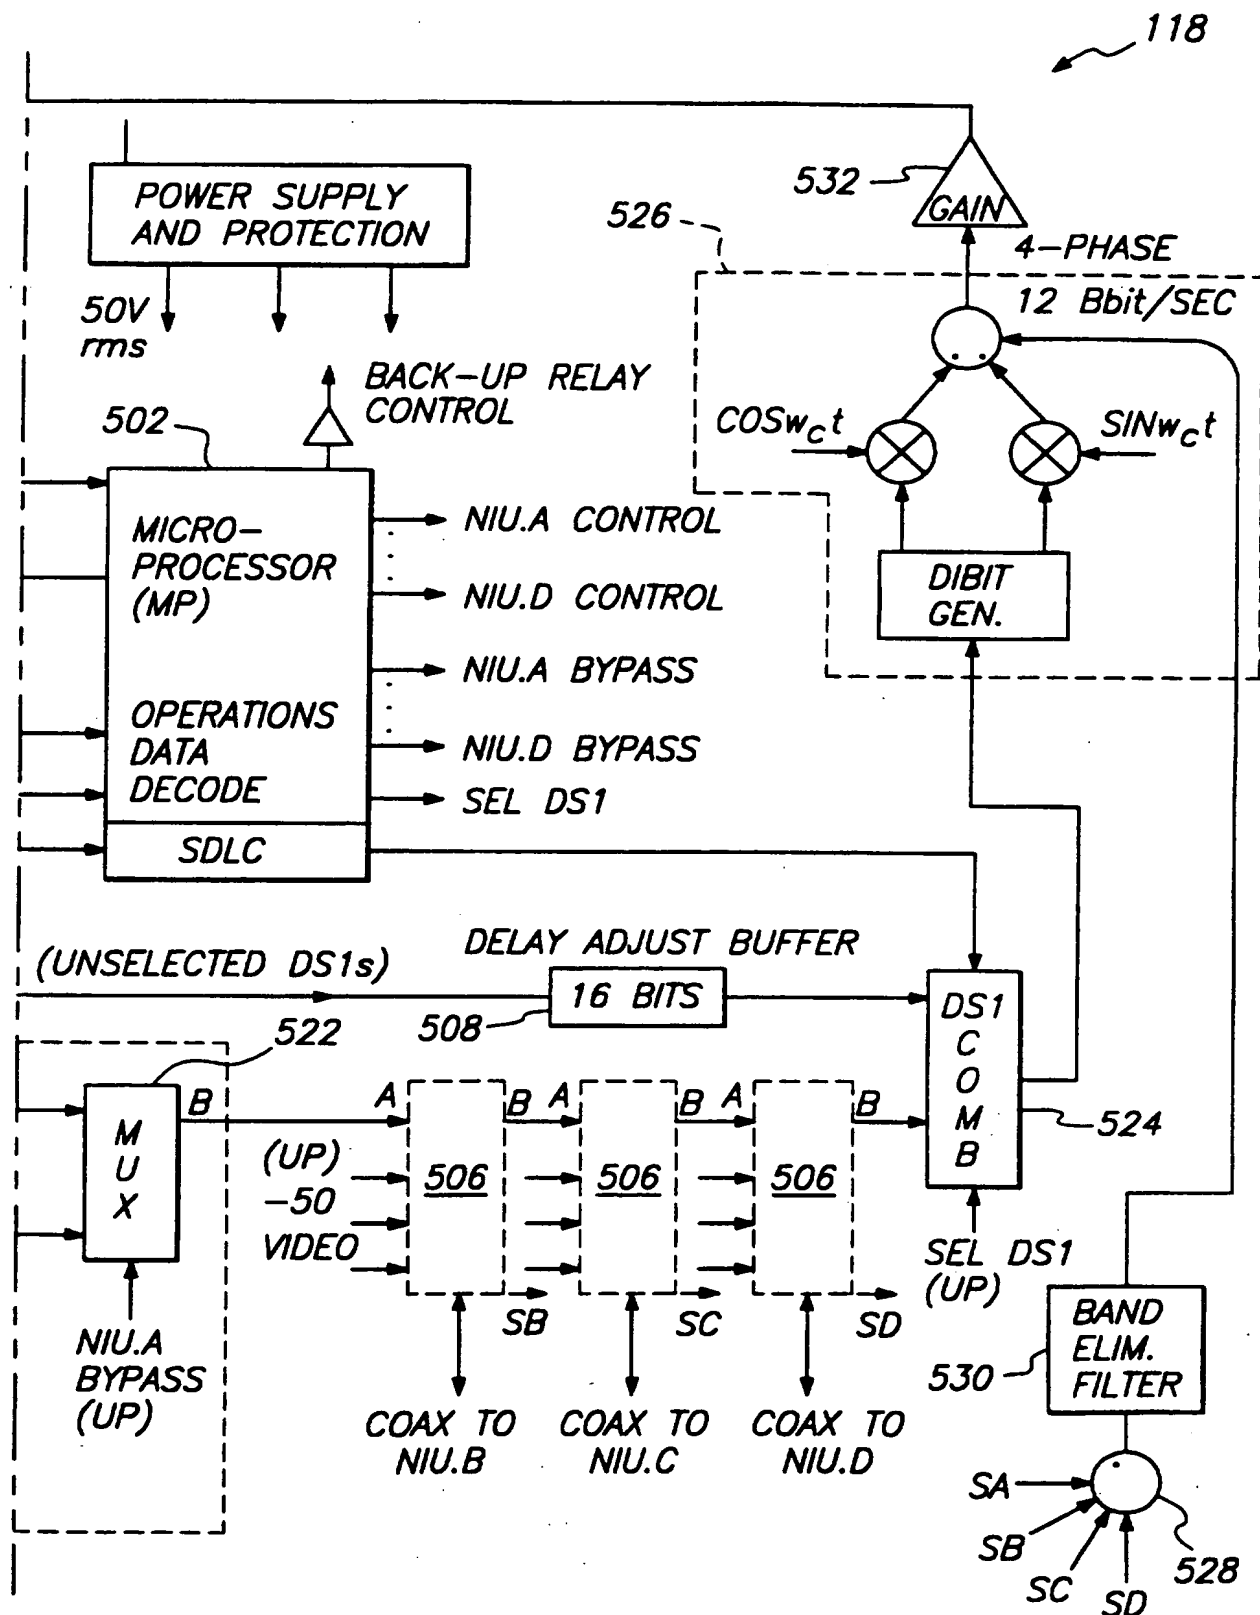 118
POWER SUPPLY
AND PROTECTION
50V
rms
BACK-UP RELAY
CONTROL
502
MICRO-
PROCESSOR
(MP)
OPERATIONS
DATA
DECODE
SDLC
NIU.A CONTROL
NIU.D CONTROL
NIU.A BYPASS
NIU.D BYPASS
SEL DS1
532
GAIN
526
4-PHASE
12 Bbit/SEC
COSwct
SINwct
DIBIT
GEN.
(UNSELECTED DS1s)
DELAY ADJUST BUFFER
16 BITS
508
522
MUX
B
NIU.A
BYPASS
(UP)
A
B
A
B
A
B
(UP)
-50
VIDEO
506
506
506
SB
SC
SD
COAX TO
NIU.B
COAX TO
NIU.C
COAX TO
NIU.D
DS1
COMB
524
SEL DS1
(UP)
BAND
ELIM.
FILTER
530
SA
SB
SC
SD
528